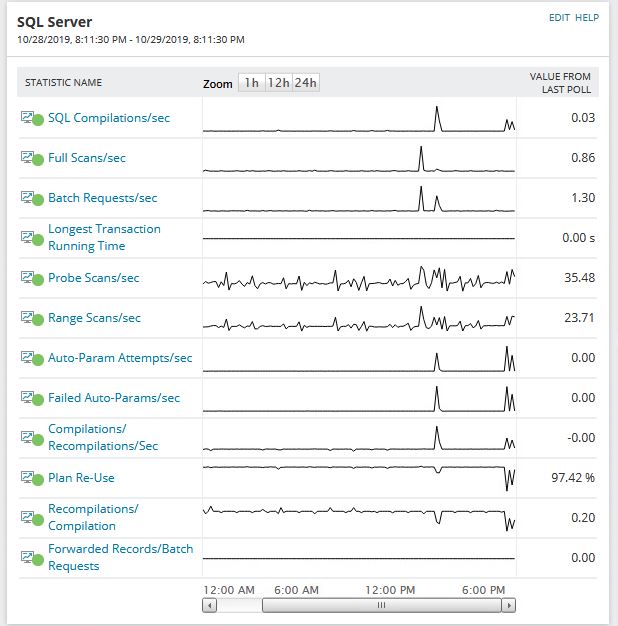 SQL Server
EDIT HELP
10/28/2019, 8:11:30 PM - 10/29/2019, 8:11:30 PM
STATISTIC NAME
Zoom 1h 12h 24h
VALUE FROM
LAST POLL
SQL Compilations/sec
0.03
Full Scans/sec
0.86
Batch Requests/sec
1.30
Longest Transaction
Running Time
0.00 s
Probe Scans/sec
35.48
Range Scans/sec
23.71
Auto-Param Attempts/sec
0.00
Failed Auto-Params/sec
0.00
Compilations/
Recompilations/Sec
-0.00
Plan Re-Use
97.42 %
Recompilations/
Compilation
0.20
Forwarded Records/Batch
Requests
0.00
12:00 AM 6:00 AM 12:00 PM 6:00 PM